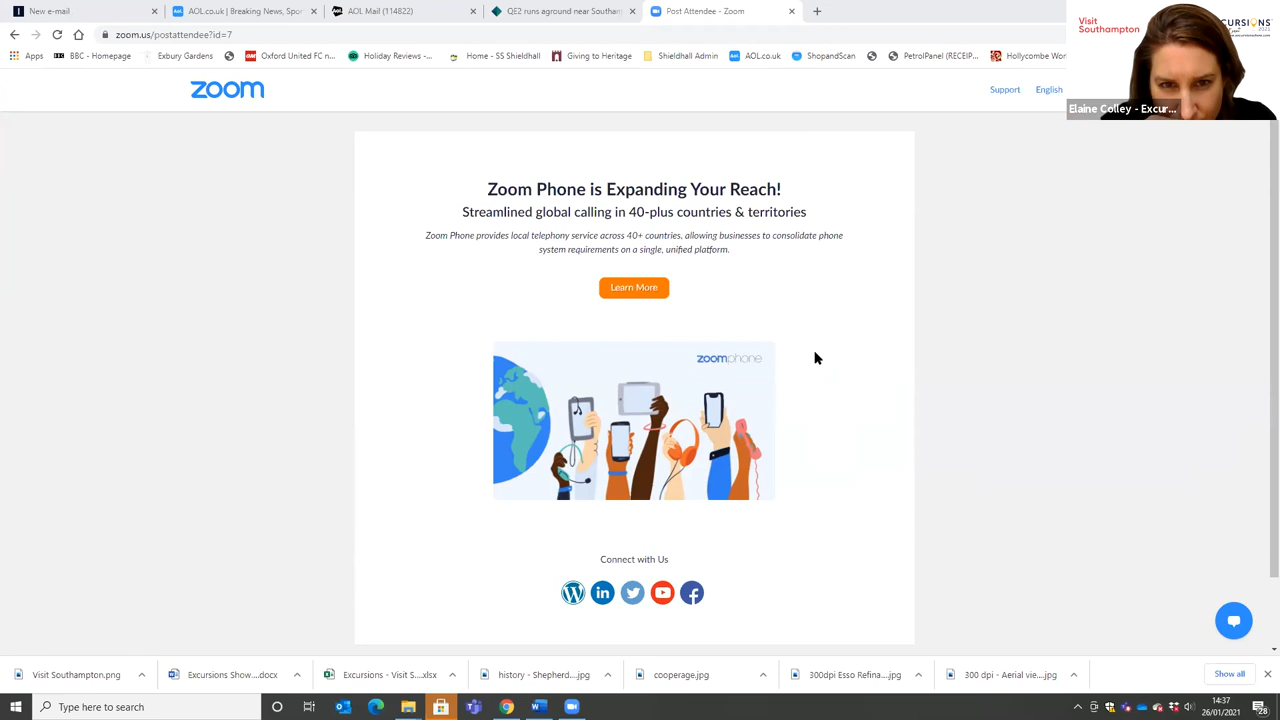 New e-mail
AOL.co.uk | Breaking News, Spor
AOL Mail (114822)
QE2 runs aground near Southam
Post Attendee - Zoom
zoom.us/postattendee?id=7
Apps
BBC - Homepage
Exbury Gardens
Oxford United FC n...
Holiday Reviews -...
Home - SS Shieldhall
Giving to Heritage
Shieldhall Admin
AOL.co.uk
ShopandScan
PetrolPanel (RECEIP...
Hollycombe Wor
Visit
Southampton
CURSIONS
2021
Elaine Colley - Excur...
zoom
Support
English
Zoom Phone is Expanding Your Reach!
Streamlined global calling in 40-plus countries & territories
Zoom Phone provides local telephony service across 40+ countries, allowing businesses to consolidate phone
system requirements on a single, unified platform.
Learn More
zoomphone
Connect with Us
in
Visit Southampton.png
Excursions Show....docx
Excursions - Visit S....xlsx
300dpi Esso Refina...jpg
cooperage.jpg
300 dpi - Aerial vie....jpg
Show all
Type here to search
14:37
26/01/2021
28